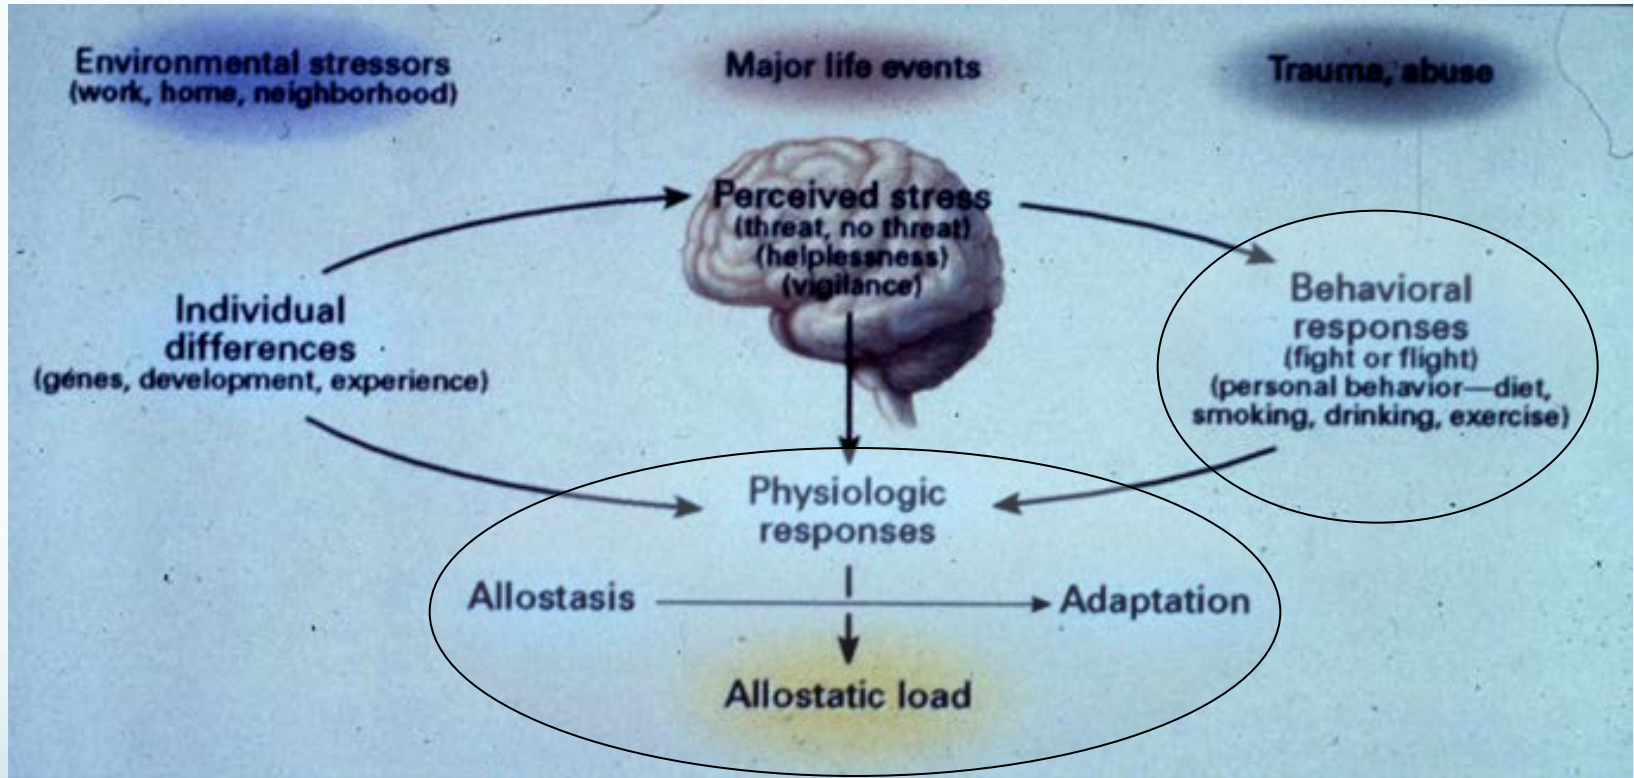 Environmental stressors
(work, home, neighborhood)
Major life events
Trauma, abuse
Perceived stress
(threat, no threat)
(helplessness)
(vigilance)
Individual
differences
(genes, development, experience)
Behavioral
responses
(fight or flight)
(personal behavior—diet,
smoking, drinking, exercise)
Physiologic
responses
Allostasis
Adaptation
Allostatic load